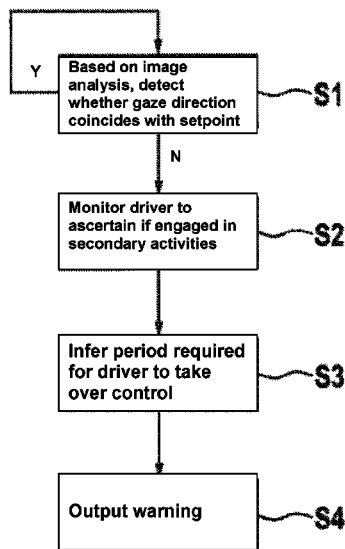 Y
Based on image
analysis, detect
whether gaze direction
coincides with setpoint
S1
N
Monitor driver to
ascertain if engaged in
secondary activities
S2
Infer period required
for driver to take
over control
S3
Output warning
S4